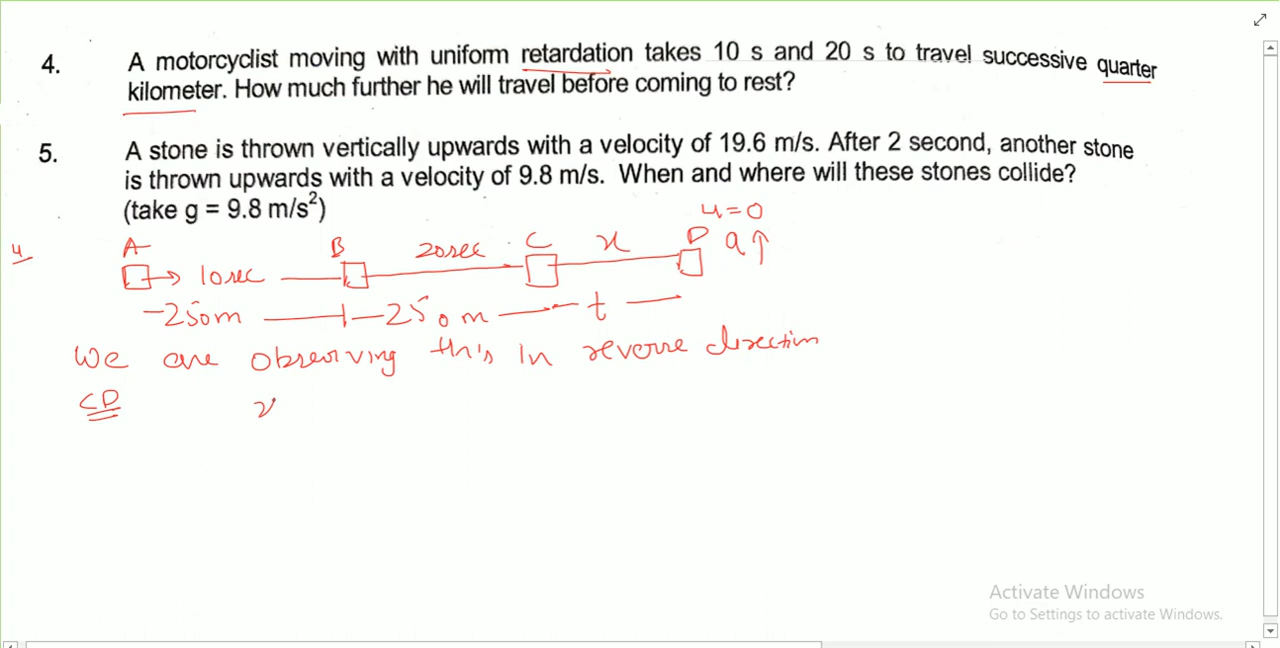 4. A motorcyclist moving with uniform retardation takes 10 s and 20 s to travel successive quarter
kilometer. How much further he will travel before coming to rest?
5. A stone is thrown vertically upwards with a velocity of 19.6 m/s. After 2 second, another stone
is thrown upwards with a velocity of 9.8 m/s. When and where will these stones collide?
(take g = 9.8 m/s²)
u=0
4 A B 20sec C x D a↑
10sec
-250m -250m t
We are observing this in reverse direction
CD v
Activate Windows
Go to Settings to activate Windows.